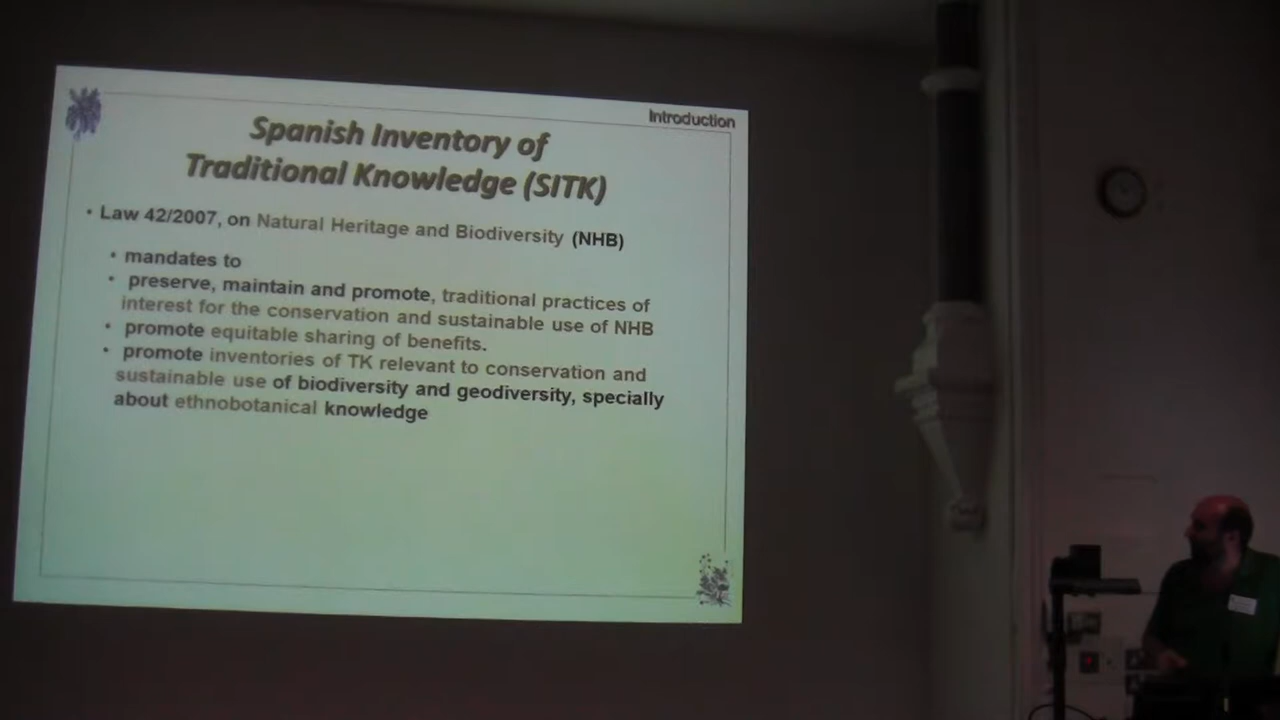 Introduction
Spanish Inventory of
Traditional Knowledge (SITK)
• Law 42/2007, on Natural Heritage and Biodiversity (NHB)
• mandates to
• preserve, maintain and promote, traditional practices of
interest for the conservation and sustainable use of NHB
• promote equitable sharing of benefits.
• promote inventories of TK relevant to conservation and
sustainable use of biodiversity and geodiversity, specially
about ethnobotanical knowledge